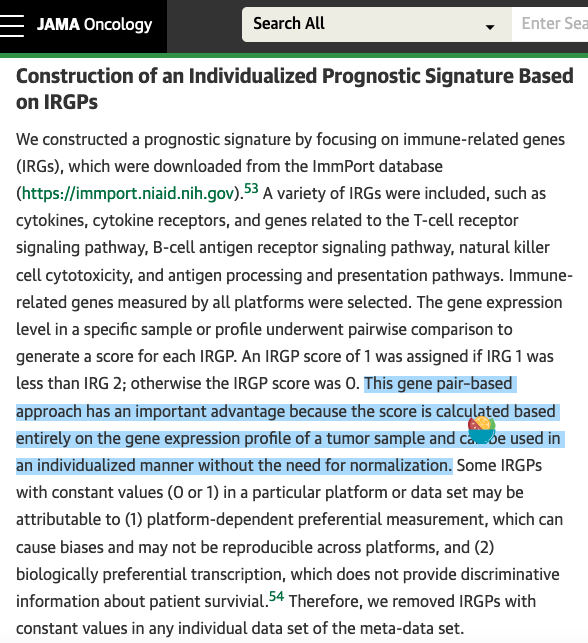 JAMA Oncology
Search All
Enter Sea
Construction of an Individualized Prognostic Signature Based
on IRGPs
We constructed a prognostic signature by focusing on immune-related genes
(IRGs), which were downloaded from the ImmPort database
(https://immport.niaid.nih.gov).53 A variety of IRGs were included, such as
cytokines, cytokine receptors, and genes related to the T-cell receptor
signaling pathway, B-cell antigen receptor signaling pathway, natural killer
cell cytotoxicity, and antigen processing and presentation pathways. Immune-
related genes measured by all platforms were selected. The gene expression
level in a specific sample or profile underwent pairwise comparison to
generate a score for each IRGP. An IRGP score of 1 was assigned if IRG 1 was
less than IRG 2; otherwise the IRGP score was 0. This gene pair-based
approach has an important advantage because the score is calculated based
entirely on the gene expression profile of a tumor sample and can be used in
an individualized manner without the need for normalization. Some IRGPs
with constant values (0 or 1) in a particular platform or data set may be
attributable to (1) platform-dependent preferential measurement, which can
cause biases and may not be reproducible across platforms, and (2)
biologically preferential transcription, which does not provide discriminative
information about patient survivial.54 Therefore, we removed IRGPs with
constant values in any individual data set of the meta-data set.